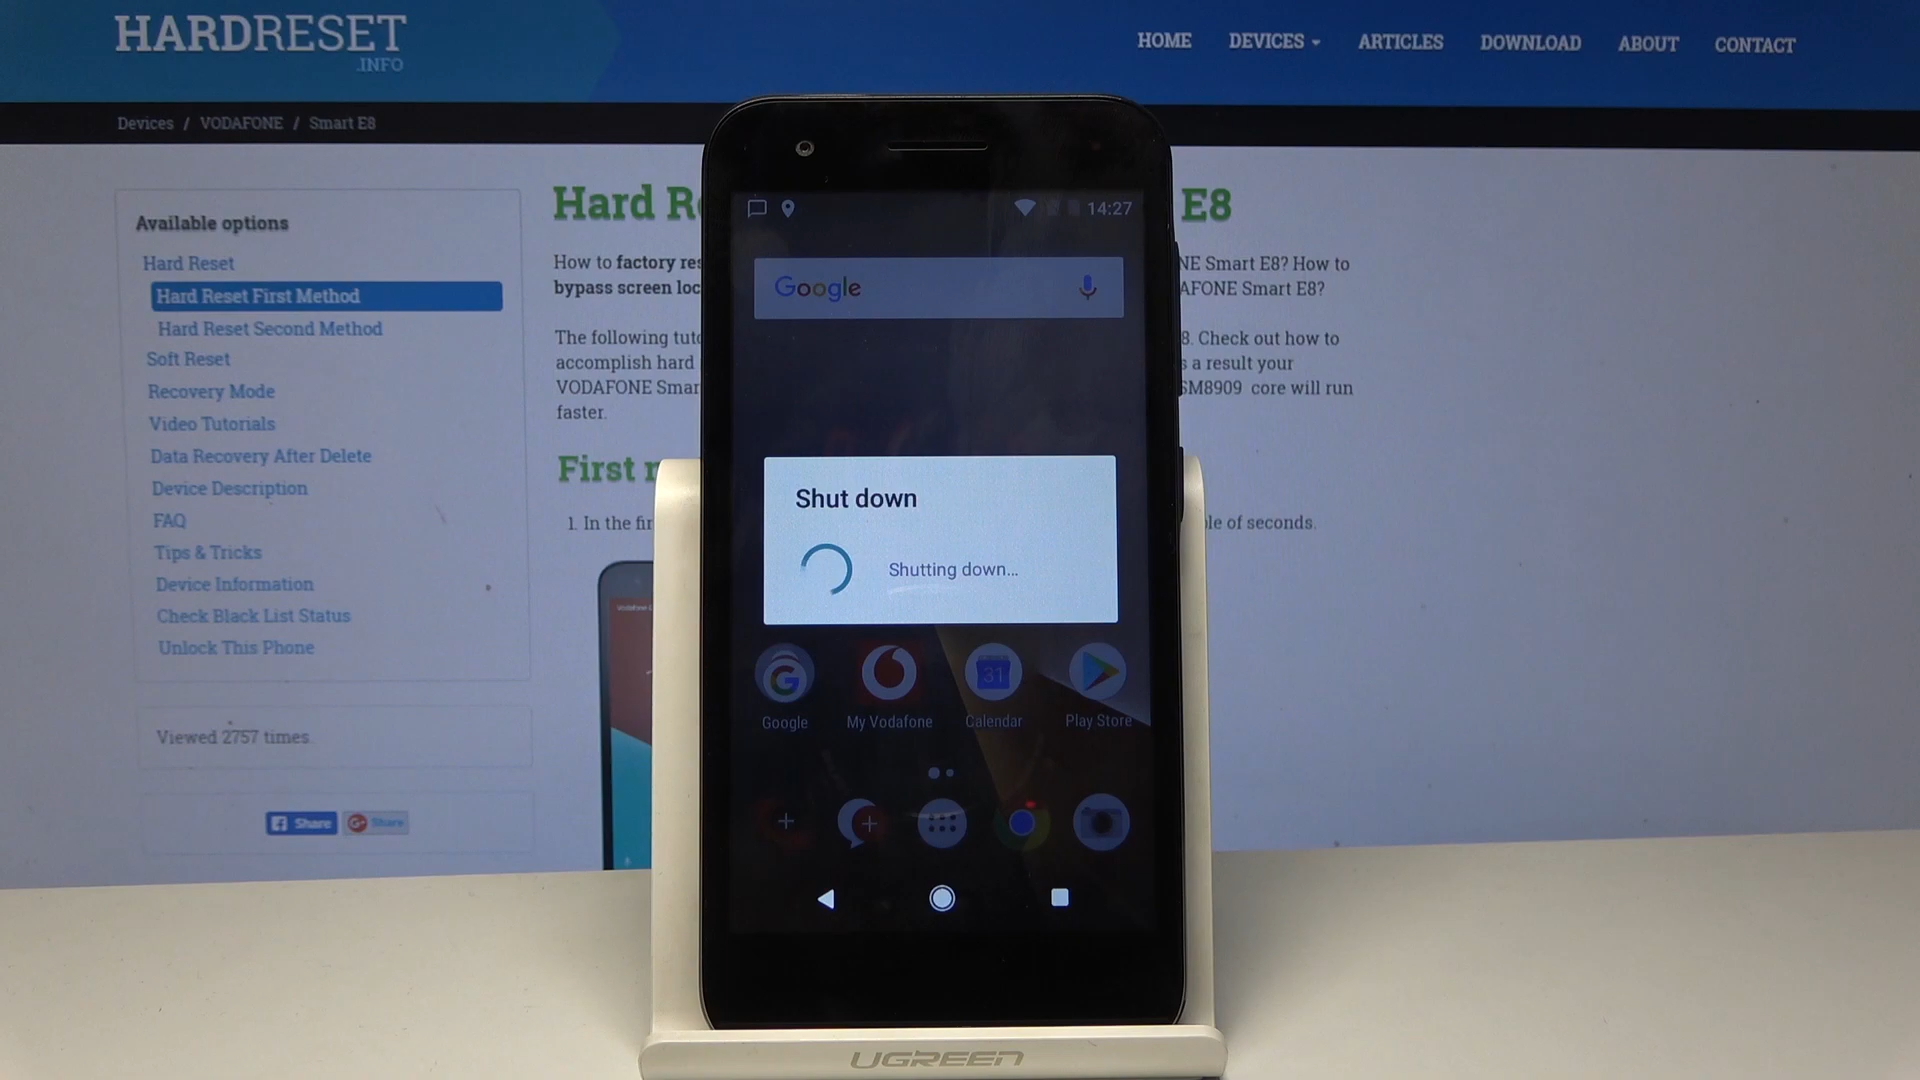 HARDRESET
.INFO
HOME DEVICES ARTICLES DOWNLOAD ABOUT CONTACT
Devices / VODAFONE / Smart E8
Available options
Hard Reset
Hard Reset First Method
Hard Reset Second Method
Soft Reset
Recovery Mode
Video Tutorials
Data Recovery After Delete
Device Description
FAQ
Tips & Tricks
Device Information
Check Black List Status
Unlock This Phone
Viewed 2757 times
Share
Share
Hard R E8
How to factory res NE Smart E8? How to
bypass screen loc AFONE Smart E8?
The following tuto 8. Check out how to
accomplish hard s a result your
VODAFONE Smar SM8909 core will run
faster.
First
1. In the fir le of seconds.
14:27
Google
Shut down
Shutting down...
31
Google My Vodafone Calendar Play Store
UGREEN